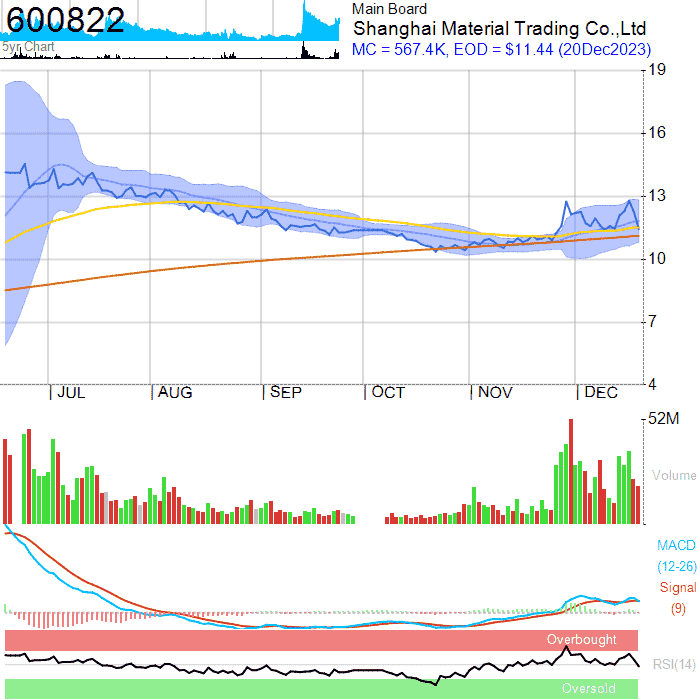 600822
5yr Chart
Main Board
Shanghai Material Trading Co.,Ltd
MC = 567.4K, EOD = $11.44 (20Dec2023)
19
16
13
10
7
4
JUL
AUG
SEP
OCT
NOV
DEC
52M
Volume
MACD
(12-26)
Signal
(9)
Overbought
RSI(14)
Oversold